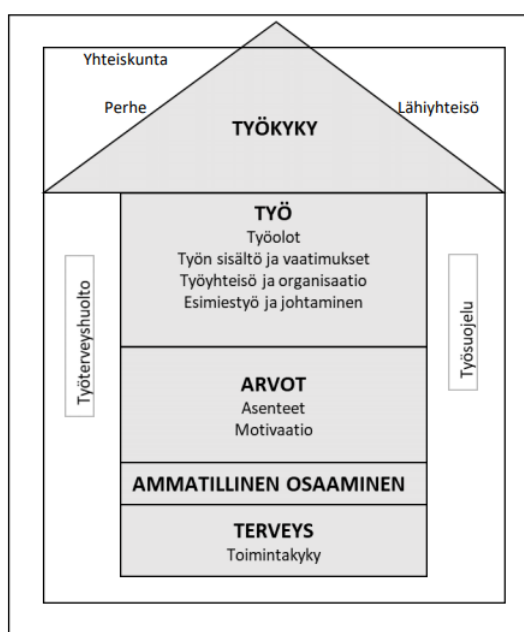 Yhteiskunta
Perhe
Lähiyhteisö
TYÖKYKY
TYÖ
Työolot
Työn sisältö ja vaatimukset
Työyhteisö ja organisaatio
Esimiestyö ja johtaminen
Työterveyshuolto
Työsuojelu
ARVOT
Asenteet
Motivaatio
AMMATILLINEN OSAAMINEN
TERVEYS
Toimintakyky